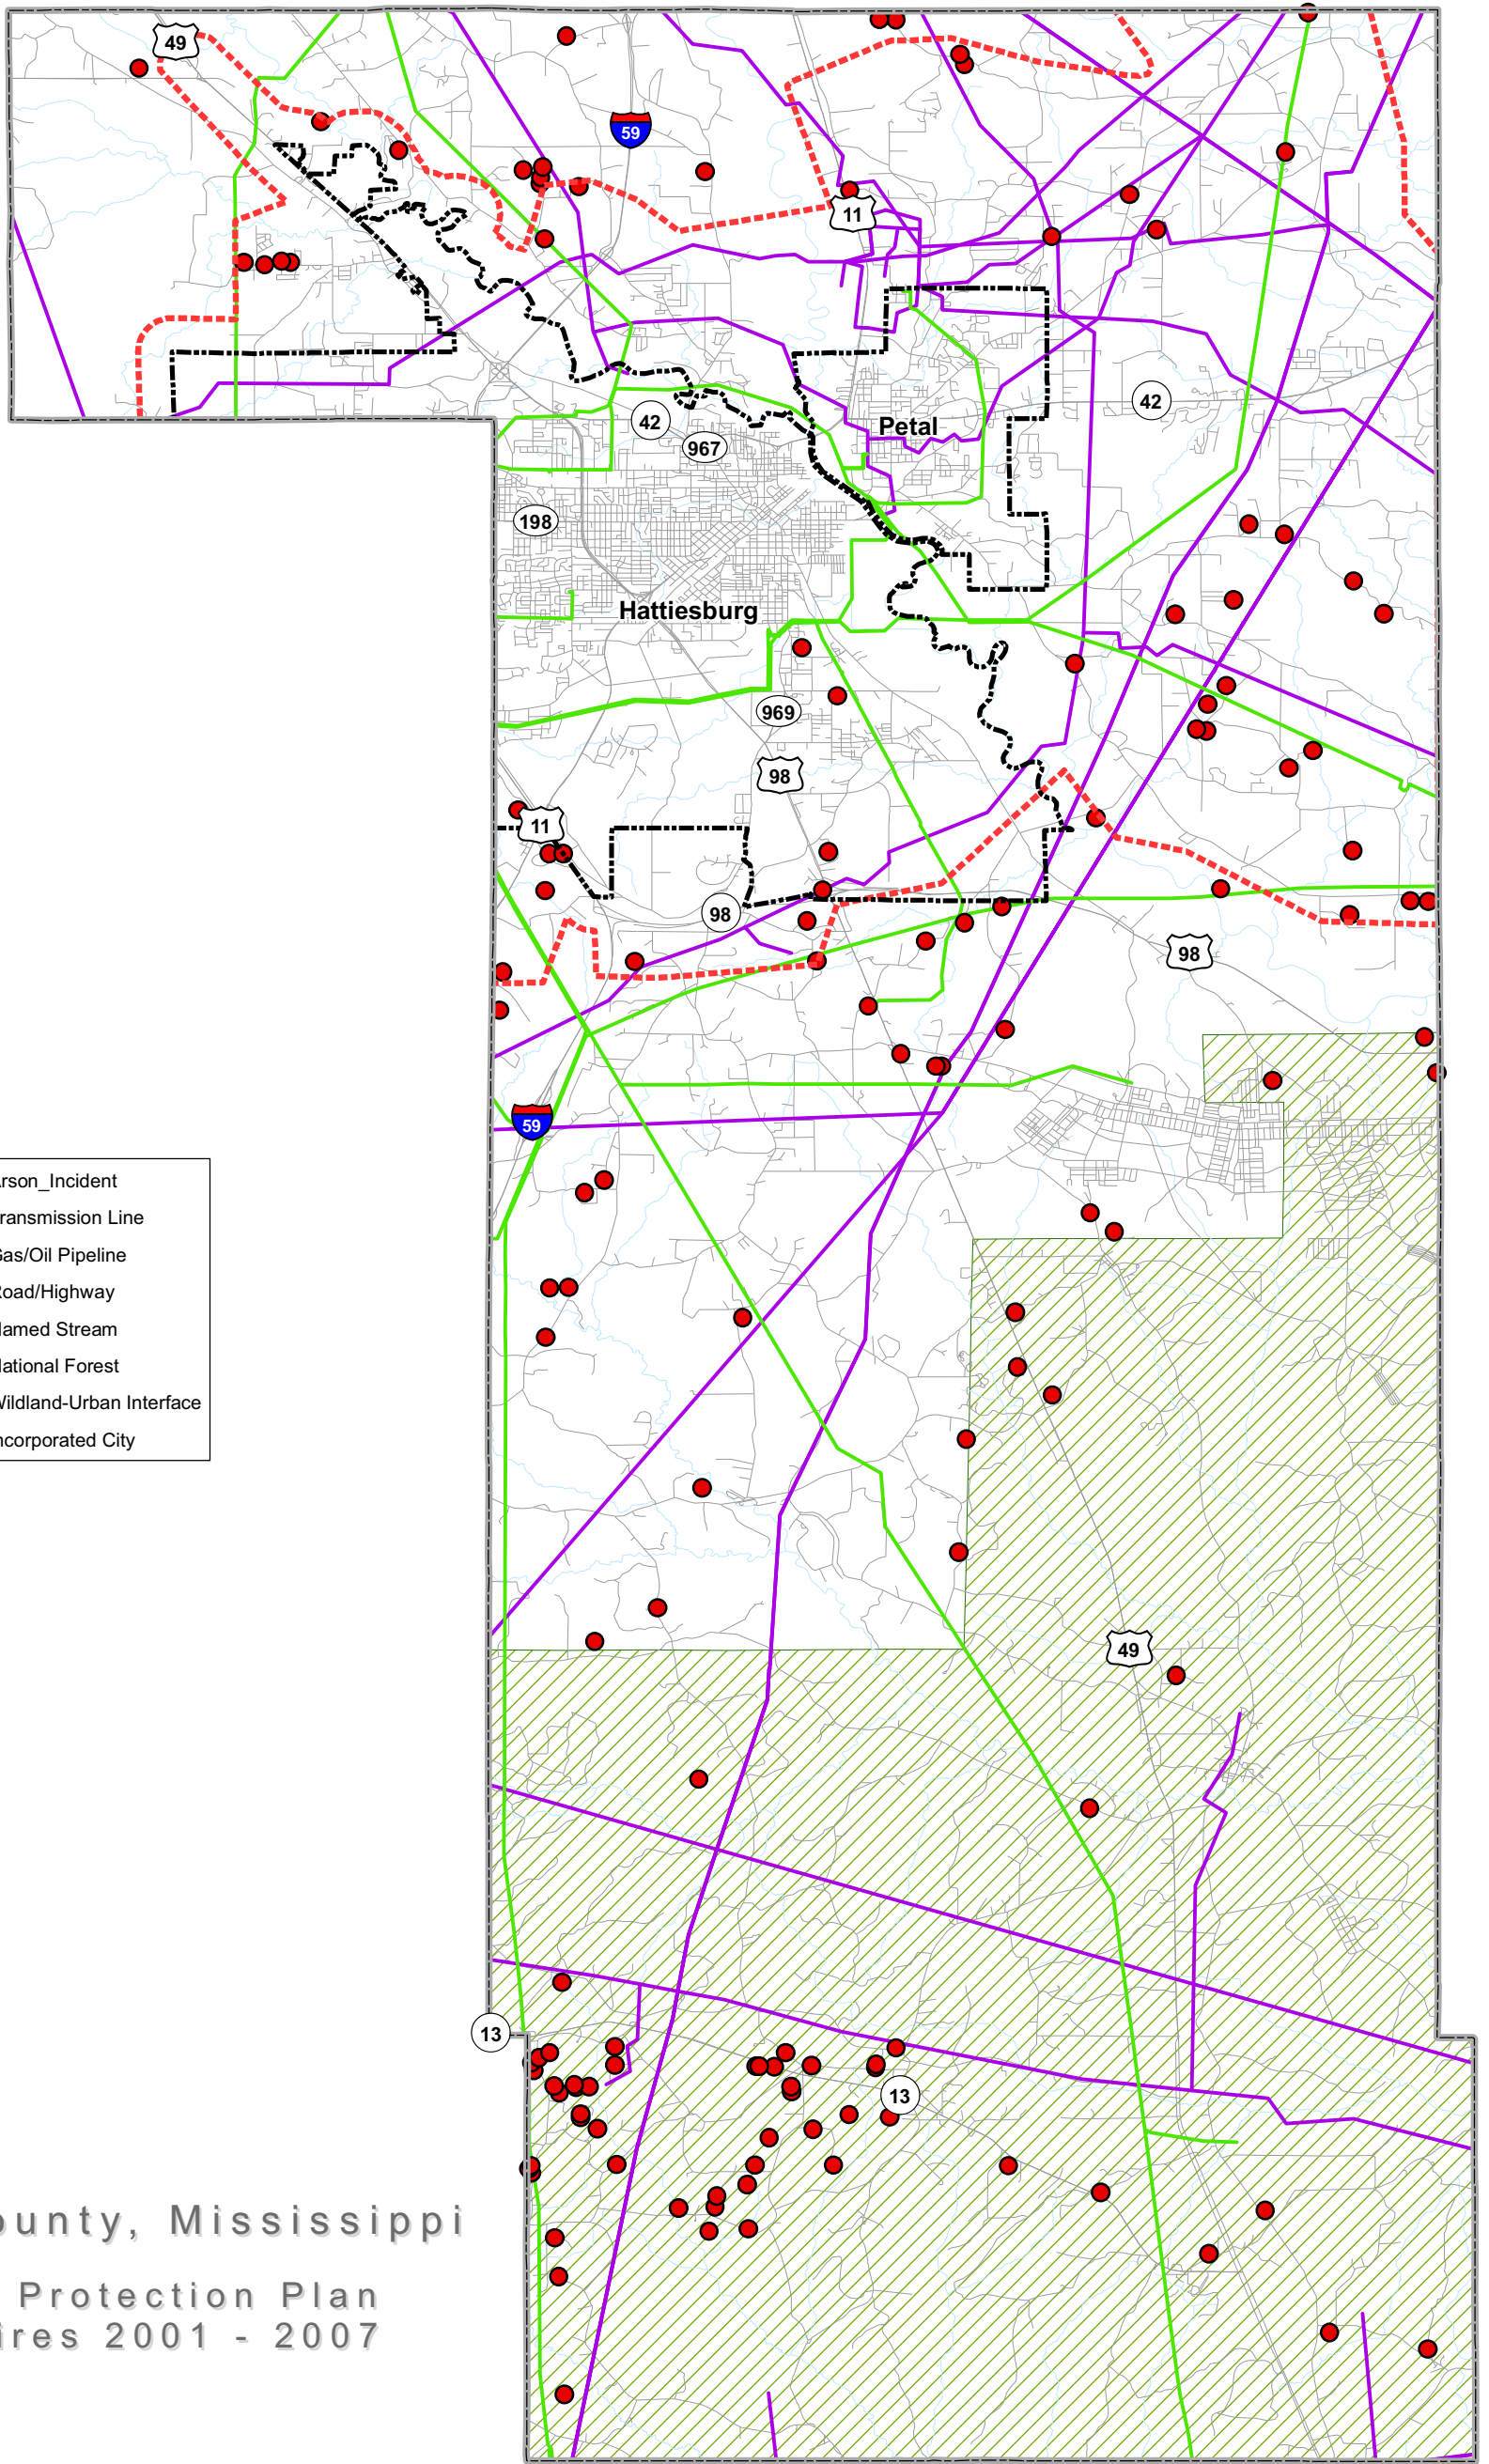 49
59
11
42
Petal
42
967
198
Hattiesburg
969
98
11
98
98
59
rson_Incident
ransmission Line
as/Oil Pipeline
oad/Highway
amed Stream
ational Forest
ildland-Urban Interface
ncorporated City
49
13
13
ounty, Mississippi
Protection Plan
ires 2001 - 2007